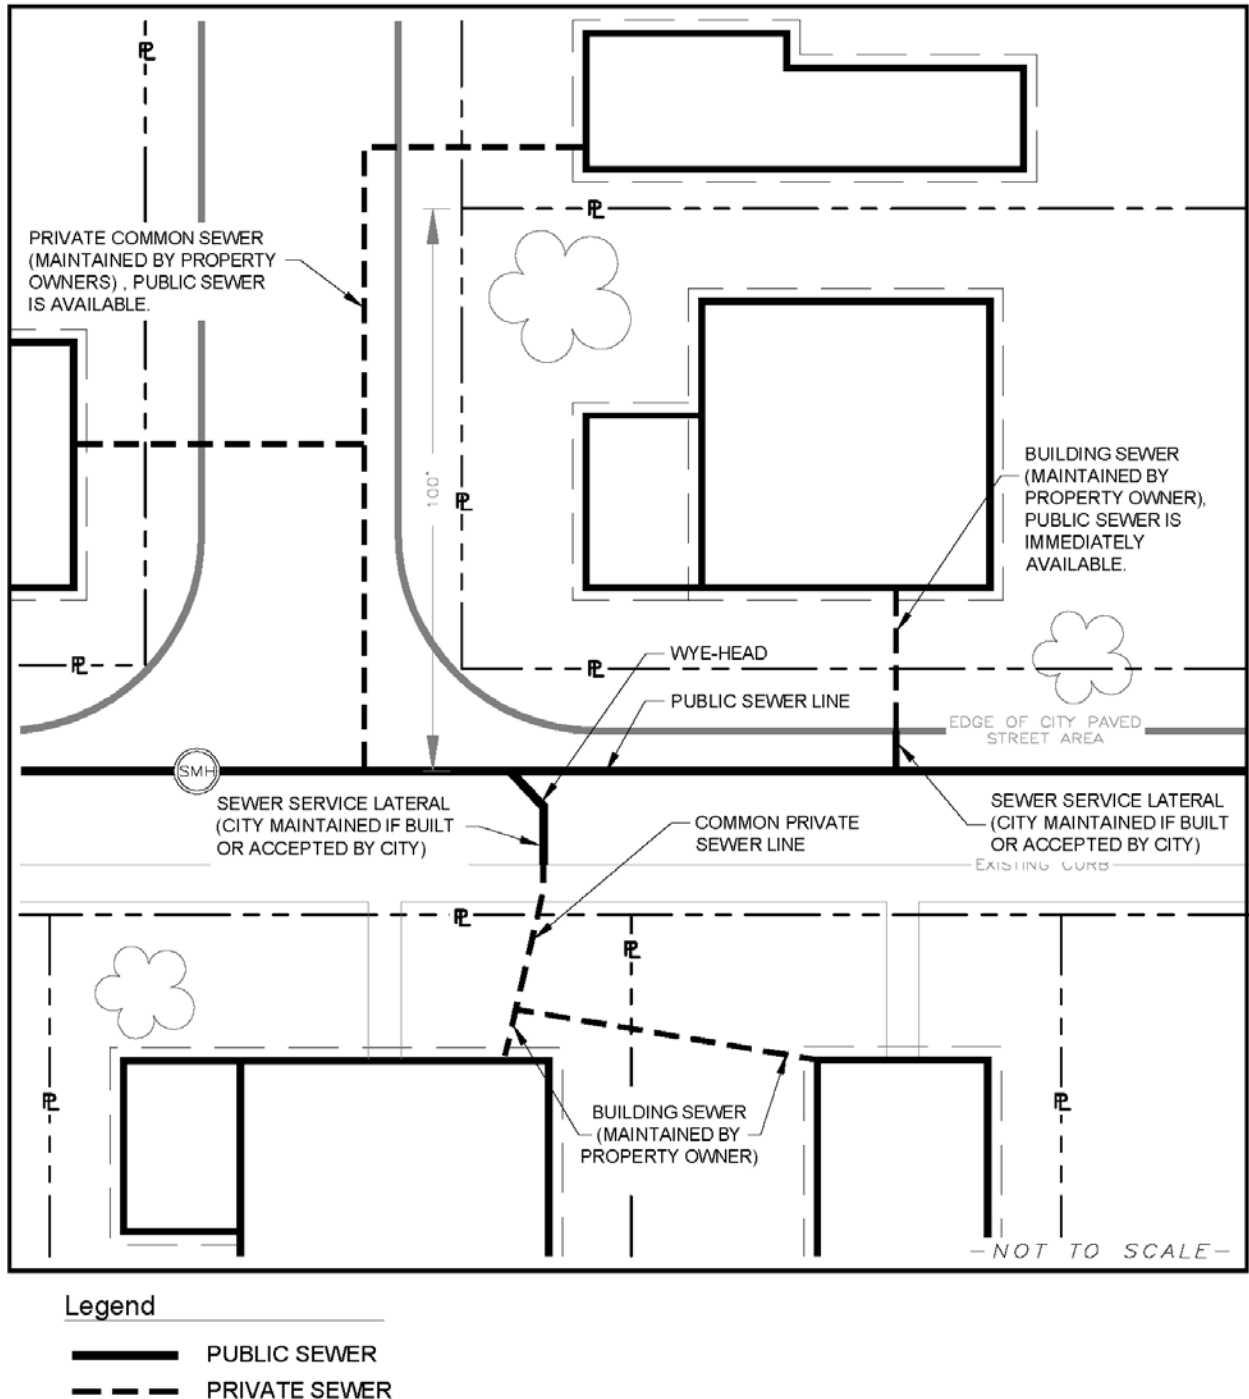 PL
PL
PRIVATE COMMON SEWER
(MAINTAINED BY PROPERTY
OWNERS) , PUBLIC SEWER
IS AVAILABLE.
100'
PL
BUILDING SEWER
(MAINTAINED BY
PROPERTY OWNER),
PUBLIC SEWER IS
IMMEDIATELY
AVAILABLE.
PL
PL
WYE-HEAD
PUBLIC SEWER LINE
EDGE OF CITY PAVED
STREET AREA
SMH
SEWER SERVICE LATERAL
(CITY MAINTAINED IF BUILT
OR ACCEPTED BY CITY)
COMMON PRIVATE
SEWER LINE
SEWER SERVICE LATERAL
(CITY MAINTAINED IF BUILT
OR ACCEPTED BY CITY)
EXISTING CURB
PL
PL
PL
PL
BUILDING SEWER
(MAINTAINED BY
PROPERTY OWNER)
-NOT TO SCALE-
Legend
PUBLIC SEWER
PRIVATE SEWER